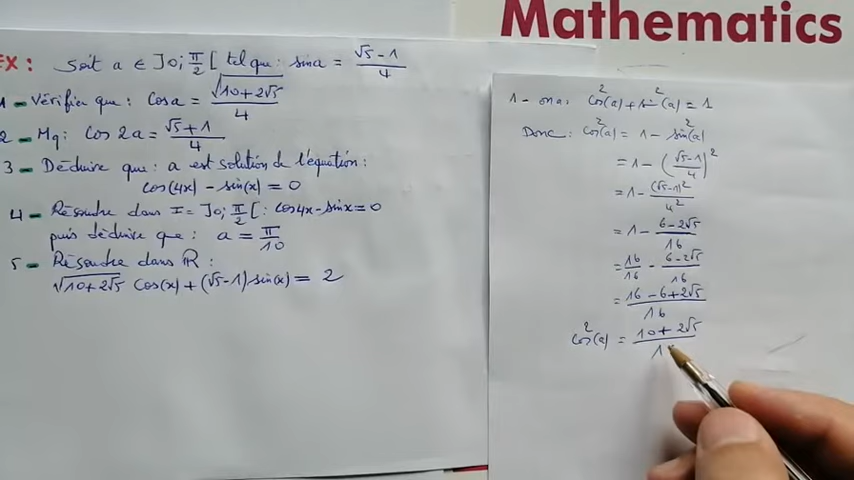 Mathematics
Ex: Soit a ∈ ]0; π/2[ tel que: sin a = (√5 - 1)/4
1 - Vérifier que: cos a = √(10+2√5)/4
2 - Mq: cos 2a = (√5+1)/4
3 - Déduire que: a est solution de l'équation:
cos(4x) - sin(x) = 0
4 - Résoudre dans I = ]0; π/2[: cos4x - sinx = 0
puis déduire que: a = π/10
5 - Résoudre dans ℝ:
√(10+2√5) cos(x) + (√5-1) sin(x) = 2
1 - on a: cos²(a) + sin²(a) = 1
Donc: cos²(a) = 1 - sin²(a)
= 1 - ((√5-1)/4)²
= 1 - (√5-1)²/4²
= 1 - (6-2√5)/16
= 16/16 - (6-2√5)/16
= (16-6+2√5)/16
cos²(a) = (10+2√5)/1